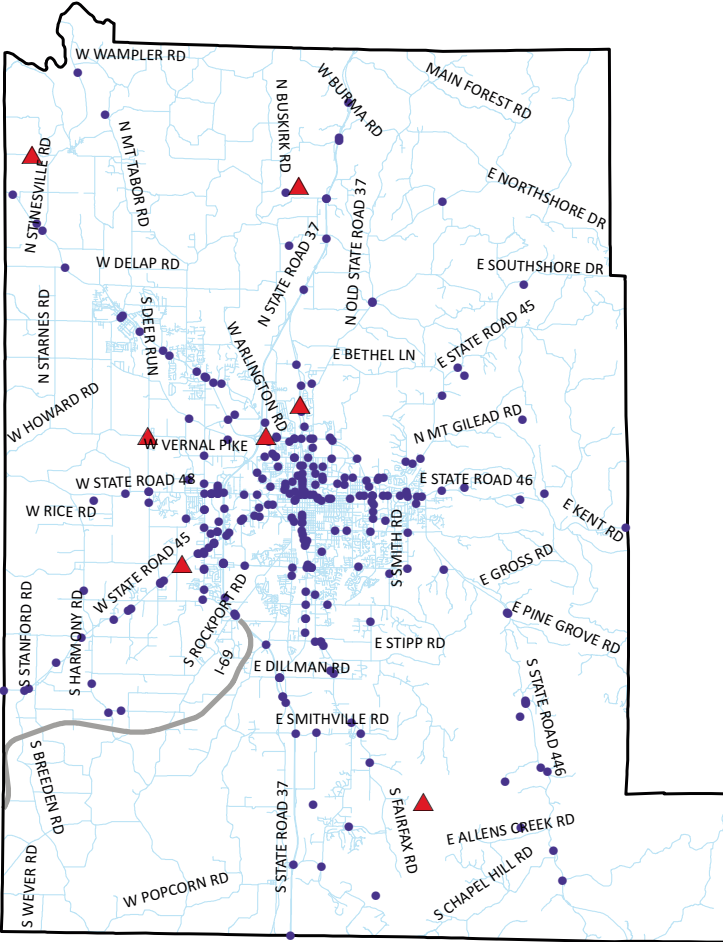 W WAMPLER RD
MAIN FOREST RD
W BURMA RD
N BUSKIRK RD
N MT TABOR RD
N STINESVILLE RD
E NORTHSHORE DR
N OLD STATE ROAD 37
N STATE ROAD 37
W DELAP RD
E SOUTHSHORE DR
N STARNES RD
S DEER RUN
W ARLINGTON RD
E STATE ROAD 45
E BETHEL LN
W HOWARD RD
N MT GILEAD RD
W VERNAL PIKE
W STATE ROAD 48
E STATE ROAD 46
W RICE RD
E KENT RD
S SMITH RD
W STATE ROAD 45
E GROSS RD
S STANFORD RD
S HARMONY RD
S ROCKPORT RD
E PINE GROVE RD
E STIPP RD
I-69
E DILLMAN RD
S STATE ROAD 446
E SMITHVILLE RD
S BREEDEN RD
S STATE ROAD 37
S FAIRFAX RD
E ALLENS CREEK RD
S WEVER RD
W POPCORN RD
S CHAPEL HILL RD